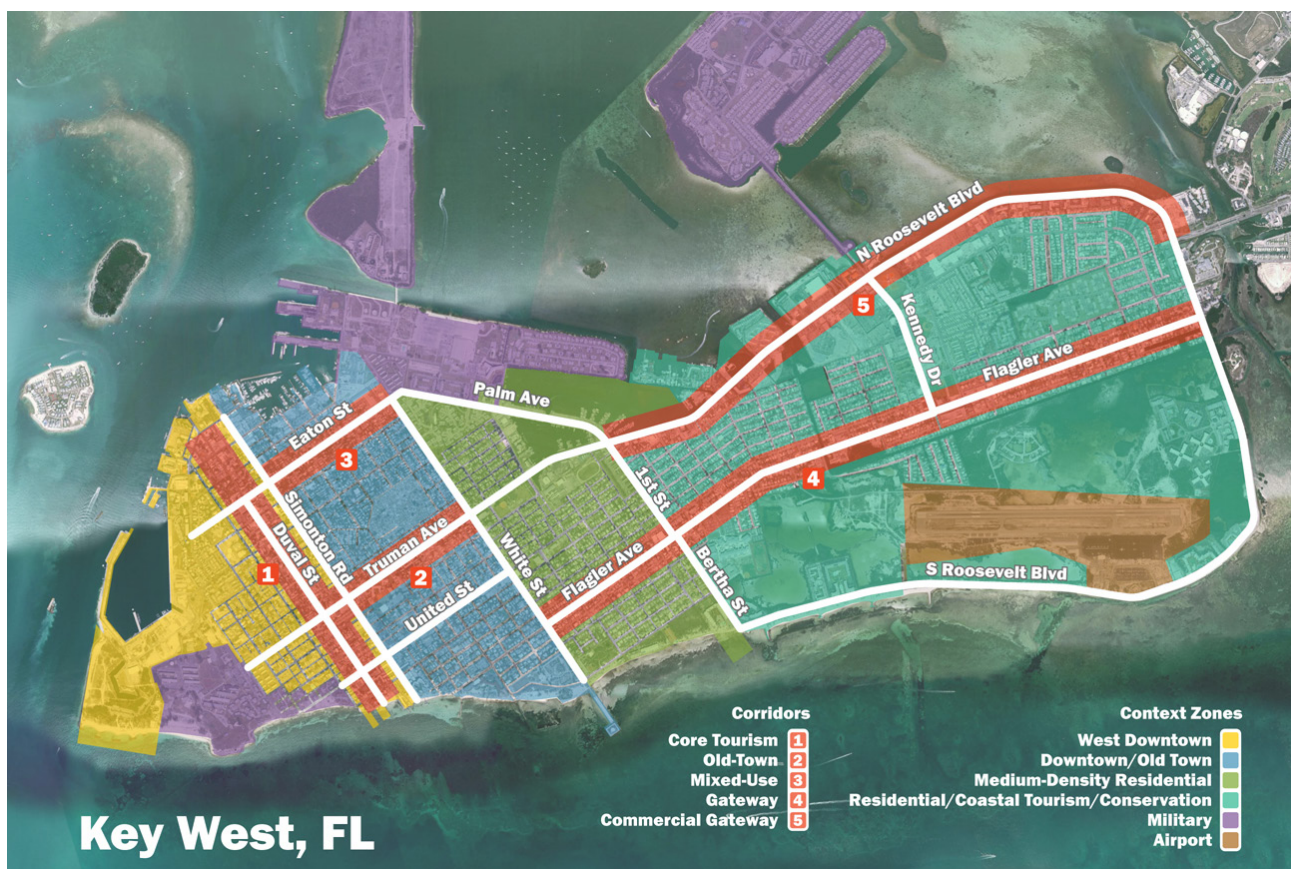 N Roosevelt Blvd
5
Kennedy Dr
Flagler Ave
Palm Ave
Eaton St
3
1st St
4
Simonton Rd
Duval St
1
Truman Ave
2
White St
United St
Flagler Ave
Bertha St
S Roosevelt Blvd
Corridors
Core Tourism 1
Old-Town 2
Mixed-Use 3
Gateway 4
Commercial Gateway 5
Context Zones
West Downtown
Downtown/Old Town
Medium-Density Residential
Residential/Coastal Tourism/Conservation
Military
Airport
Key West, FL